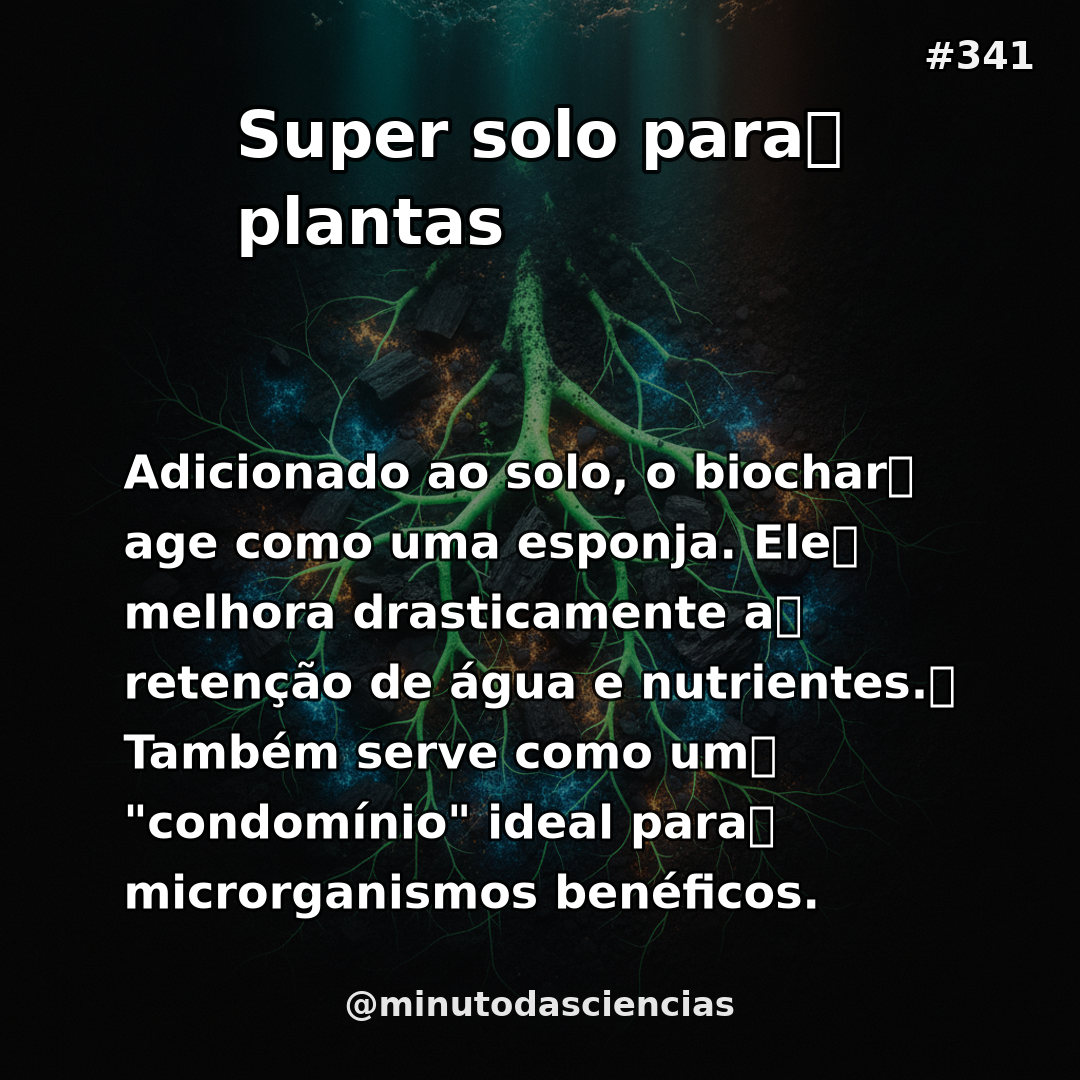 #341
Super solo para
plantas
Adicionado ao solo, o biochar
age como uma esponja. Ele
melhora drasticamente a
retenção de água e nutrientes.
Também serve como um
"condomínio" ideal para
microrganismos benéficos.
@minutodasciencias